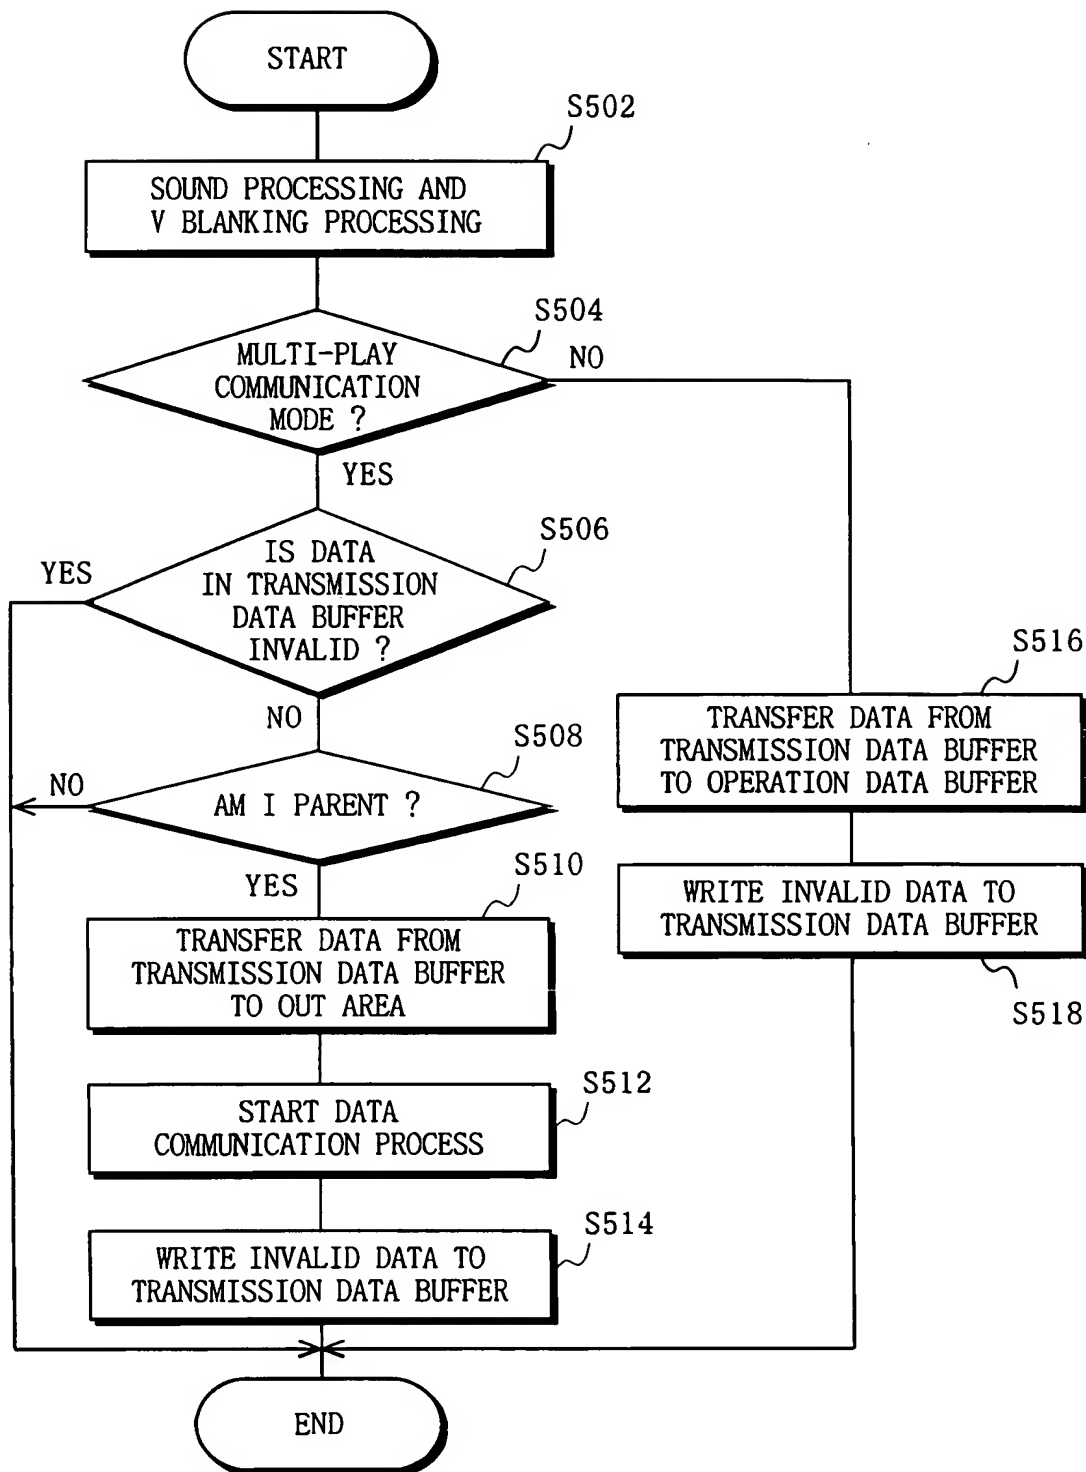 START
S502
SOUND PROCESSING AND
V BLANKING PROCESSING
S504
MULTI-PLAY
COMMUNICATION
MODE ?
NO
YES
S506
IS DATA
IN TRANSMISSION
DATA BUFFER
INVALID ?
YES
NO
S508
AM I PARENT ?
NO
YES
S510
TRANSFER DATA FROM
TRANSMISSION DATA BUFFER
TO OUT AREA
S512
START DATA
COMMUNICATION PROCESS
S514
WRITE INVALID DATA TO
TRANSMISSION DATA BUFFER
S516
TRANSFER DATA FROM
TRANSMISSION DATA BUFFER
TO OPERATION DATA BUFFER
WRITE INVALID DATA TO
TRANSMISSION DATA BUFFER
S518
END